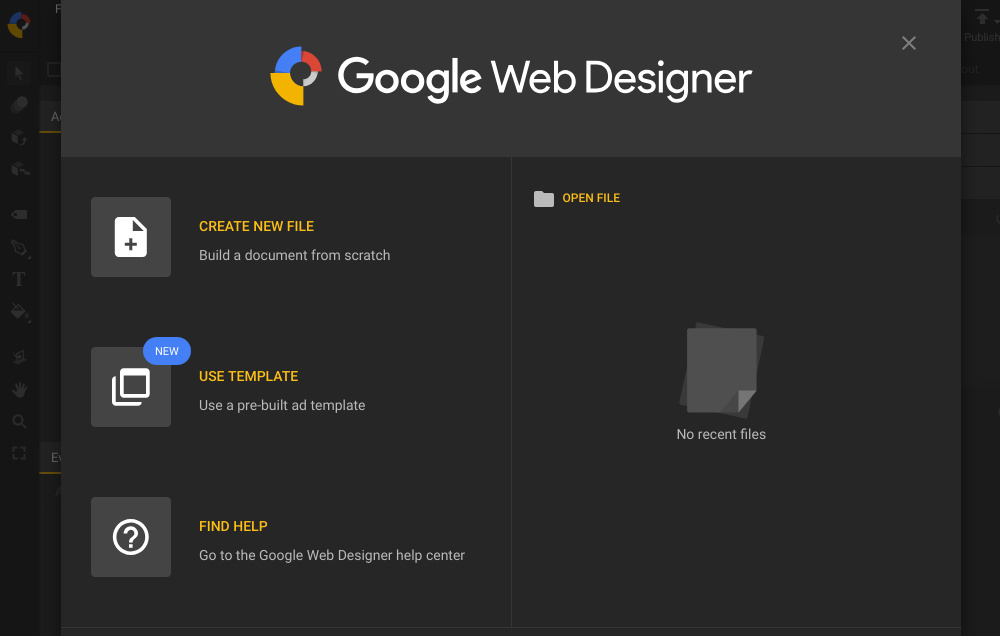 Google Web Designer
Publish
CREATE NEW FILE
Build a document from scratch
NEW
USE TEMPLATE
Use a pre-built ad template
FIND HELP
Go to the Google Web Designer help center
OPEN FILE
No recent files